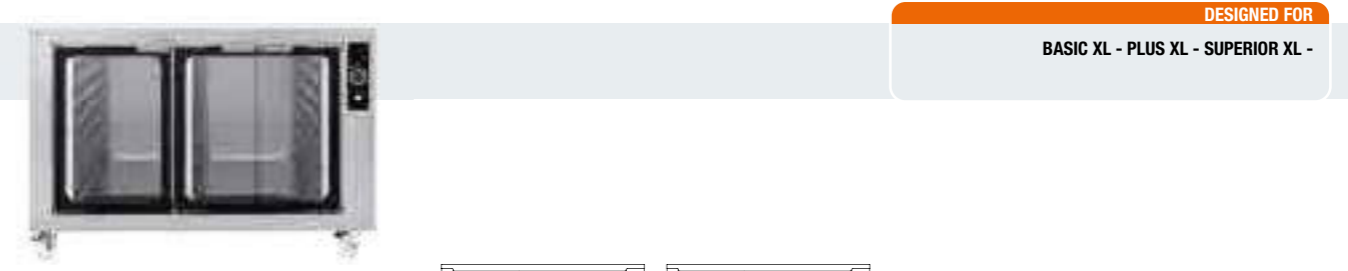 DESIGNED FOR
BASIC XL - PLUS XL - SUPERIOR XL -